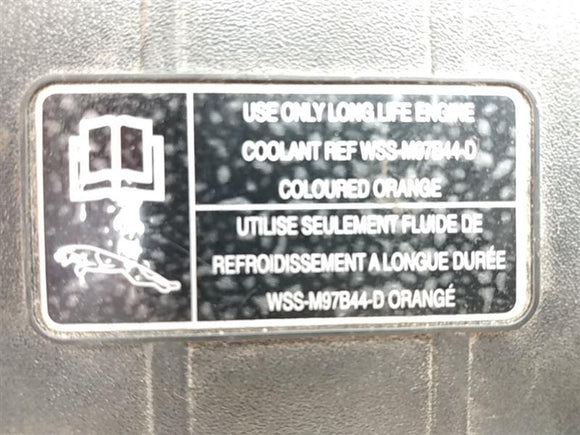 USE ONLY LONG LIFE ENGINE
COOLANT REF WSS-M97B44-D
COLOURED ORANGE
UTILISE SEULEMENT FLUIDE DE
REFROIDISSEMENT A LONGUE DURÉE
WSS-M97B44-D ORANGÉ